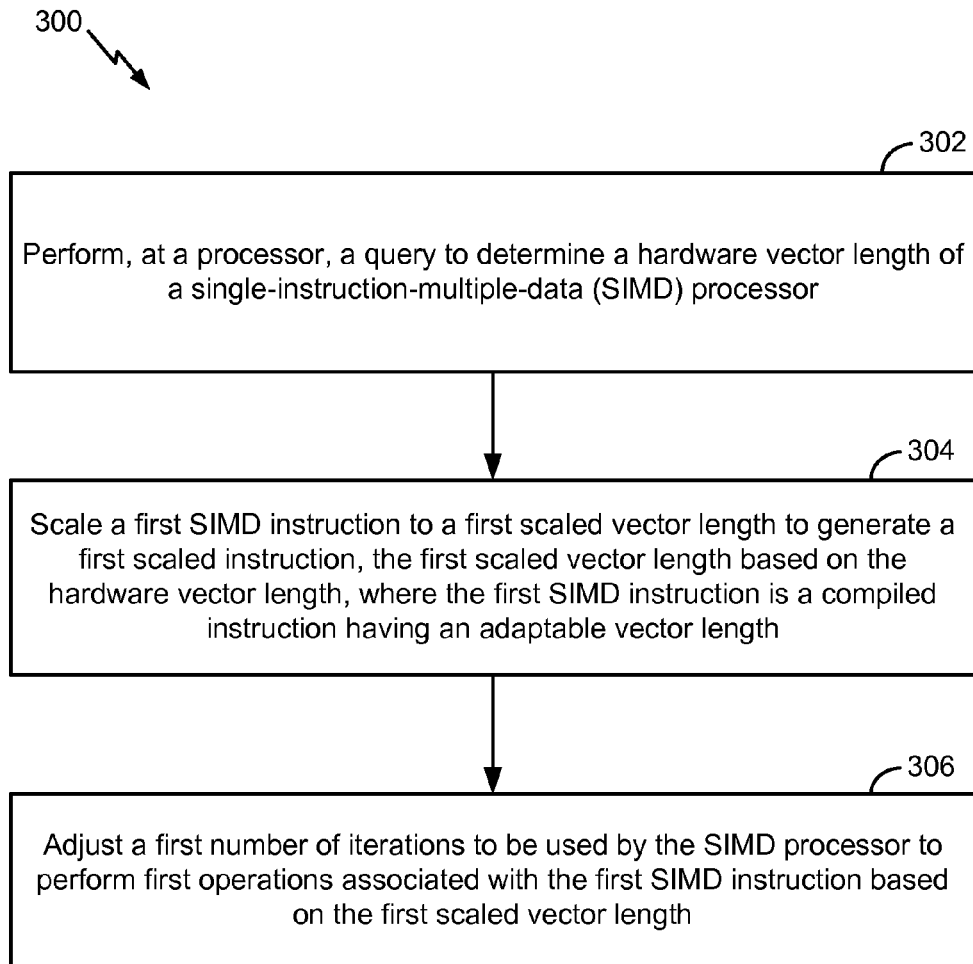 300
302
Perform, at a processor, a query to determine a hardware vector length of
a single-instruction-multiple-data (SIMD) processor
304
Scale a first SIMD instruction to a first scaled vector length to generate a
first scaled instruction, the first scaled vector length based on the
hardware vector length, where the first SIMD instruction is a compiled
instruction having an adaptable vector length
306
Adjust a first number of iterations to be used by the SIMD processor to
perform first operations associated with the first SIMD instruction based
on the first scaled vector length